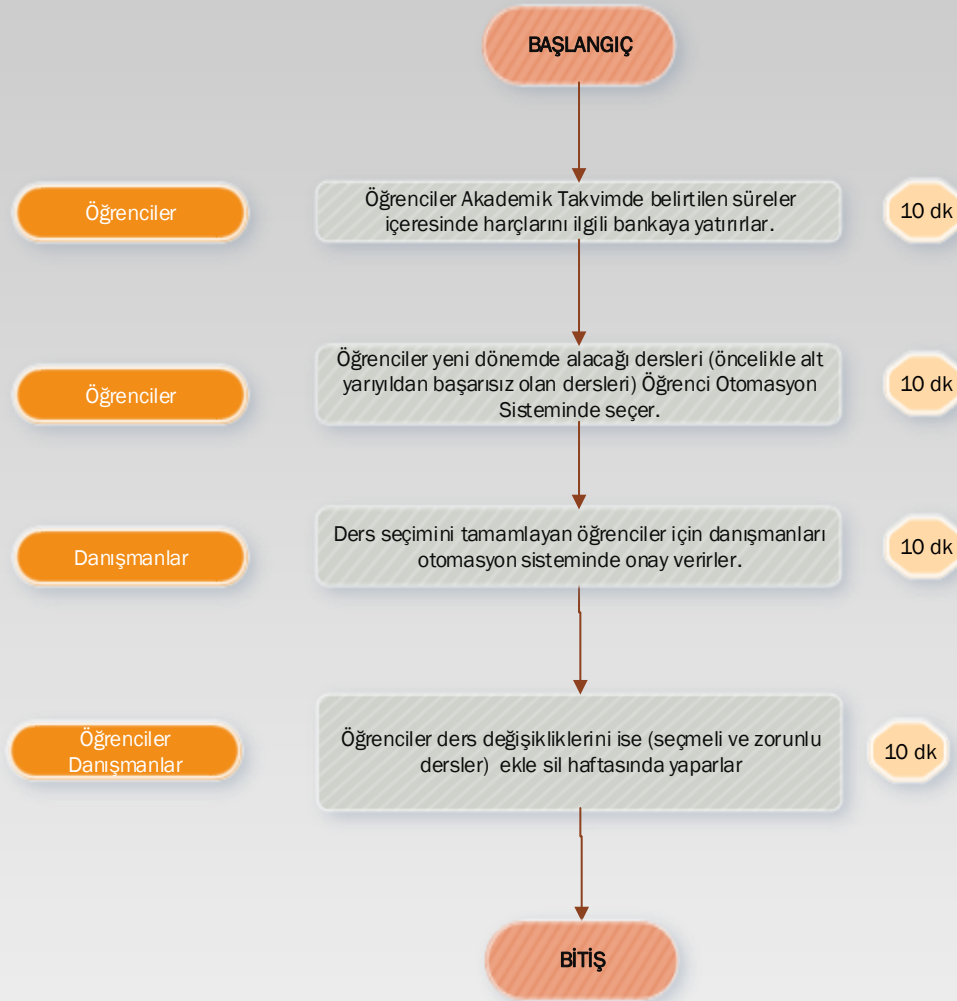 BAŞLANGIÇ
Öğrenciler
Öğrenciler Akademik Takvimde belirtilen süreler
içeresinde harçlarını ilgili bankaya yatırırlar.
10 dk
Öğrenciler
Öğrenciler yeni dönemde alacağı dersleri (öncelikle alt
yarıyıldan başarısız olan dersleri) Öğrenci Otomasyon
Sisteminde seçer.
10 dk
Danışmanlar
Ders seçimini tamamlayan öğrenciler için danışmanları
otomasyon sisteminde onay verirler.
10 dk
Öğrenciler
Danışmanlar
Öğrenciler ders değişikliklerini ise (seçmeli ve zorunlu
dersler) ekle sil haftasında yaparlar
10 dk
BİTİŞ